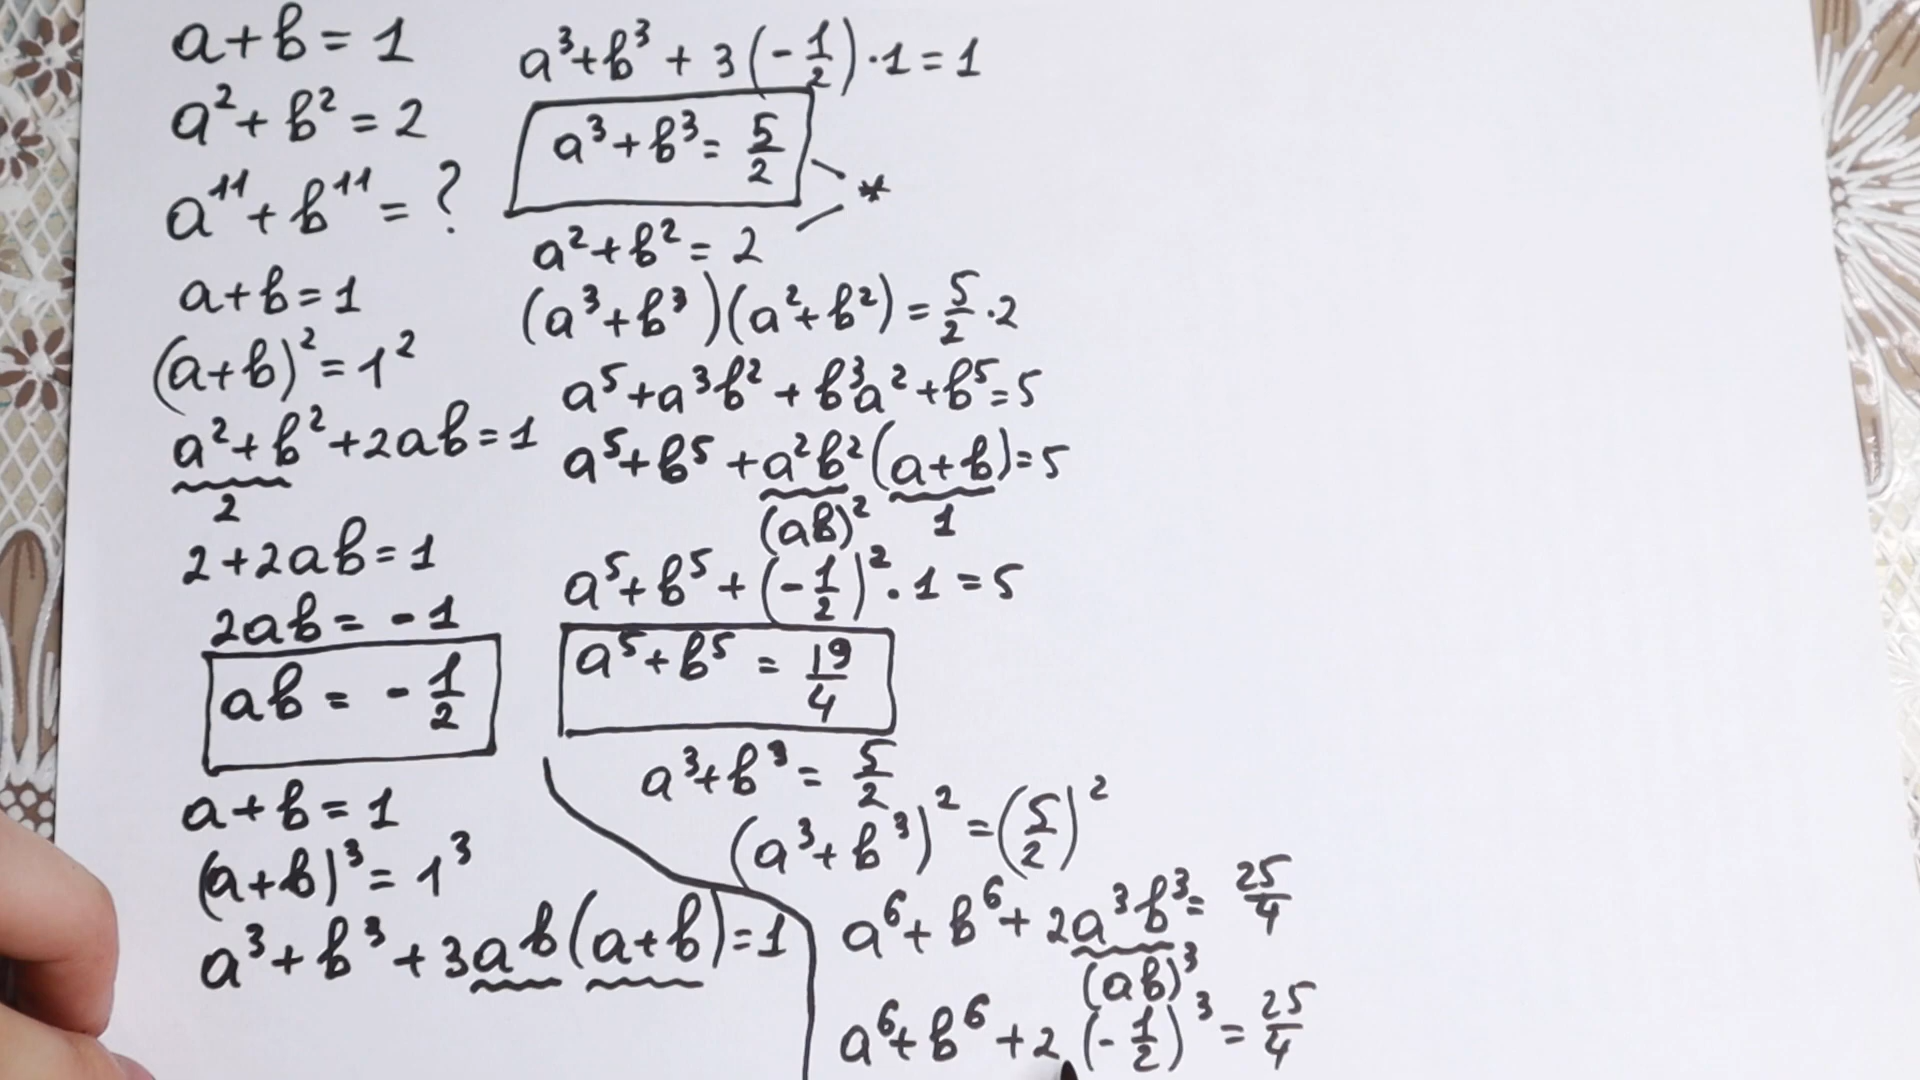 a+b=1
a²+b²=2
a¹¹+b¹¹=?
a+b=1
(a+b)²=1²
a²+b²+2ab=1
2
2+2ab=1
2ab=-1
ab=-1/2
a+b=1
(a+b)³=1³
a³+b³+3ab(a+b)=1
a³+b³+3(-1/2)·1=1
a³+b³=5/2
*
a²+b²=2
(a³+b³)(a²+b²)=5/2·2
a⁵+a³b²+b³a²+b⁵=5
a⁵+b⁵+a²b²(a+b)=5
(ab)² 1
a⁵+b⁵+(-1/2)²·1=5
a⁵+b⁵=19/4
a³+b³=5/2
(a³+b³)²=(5/2)²
a⁶+b⁶+2a³b³=25/4
(ab)³
a⁶+b⁶+2(-1/2)³=25/4